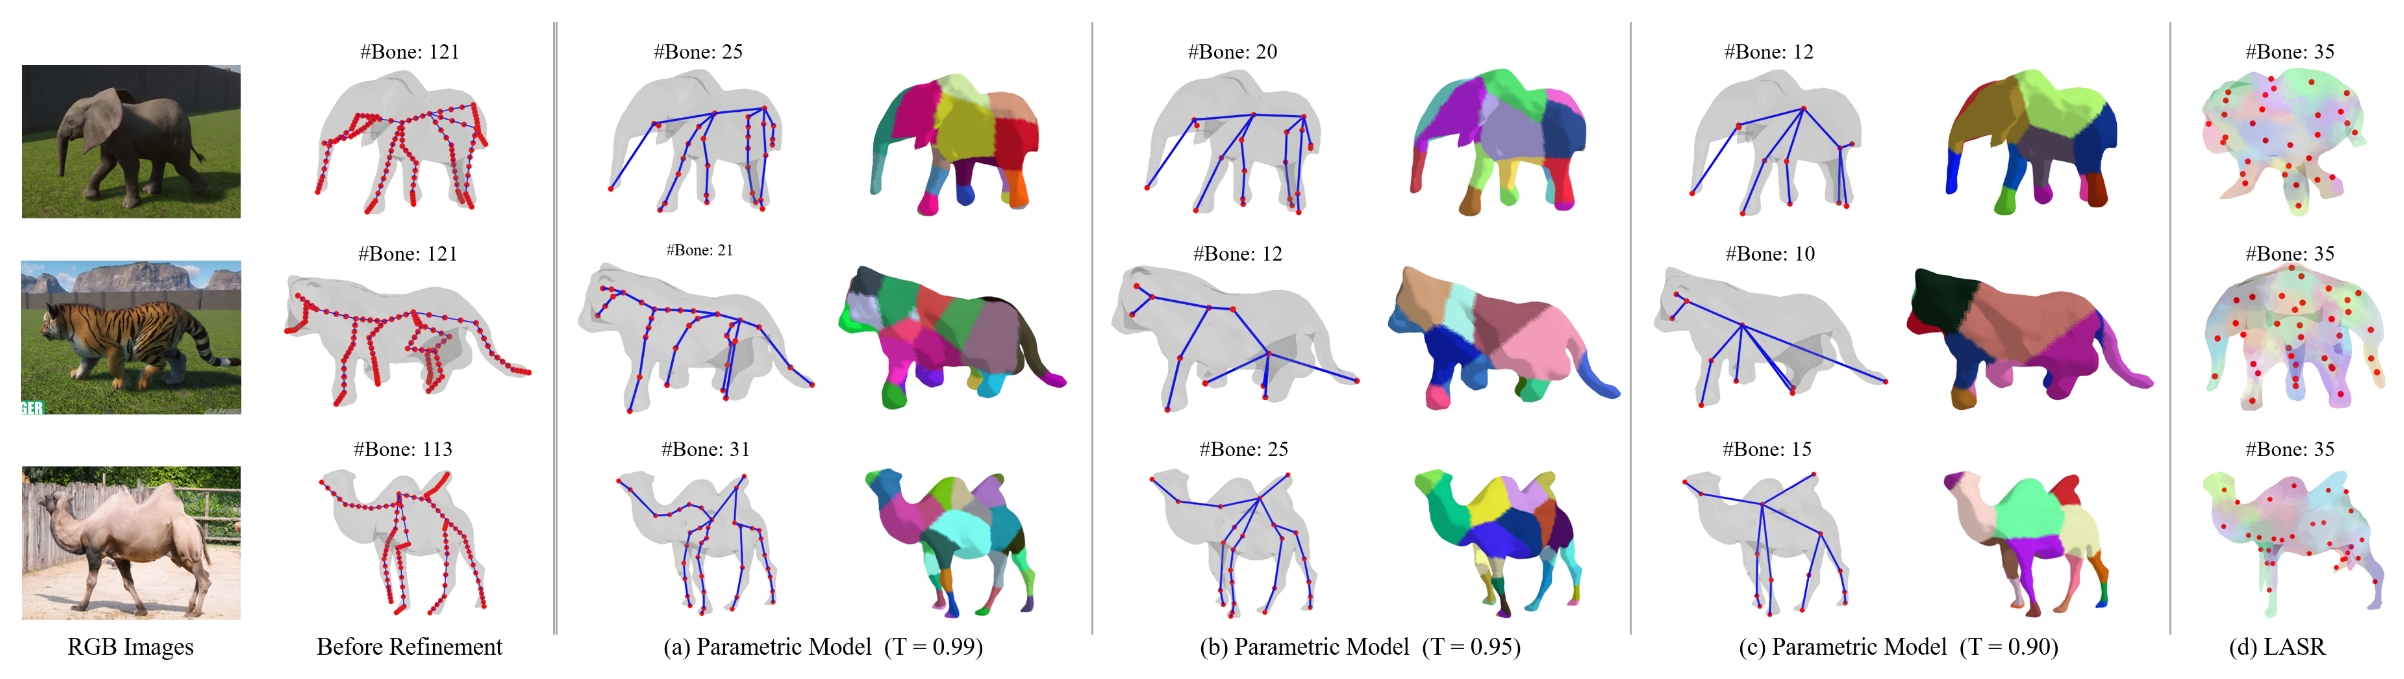 #Bone: 121
#Bone: 25
#Bone: 20
#Bone: 12
#Bone: 35
#Bone: 121
#Bone: 21
#Bone: 12
#Bone: 10
#Bone: 35
GER
#Bone: 113
#Bone: 31
#Bone: 25
#Bone: 15
#Bone: 35
RGB Images
Before Refinement
(a) Parametric Model (T = 0.99)
(b) Parametric Model (T = 0.95)
(c) Parametric Model (T = 0.90)
(d) LASR